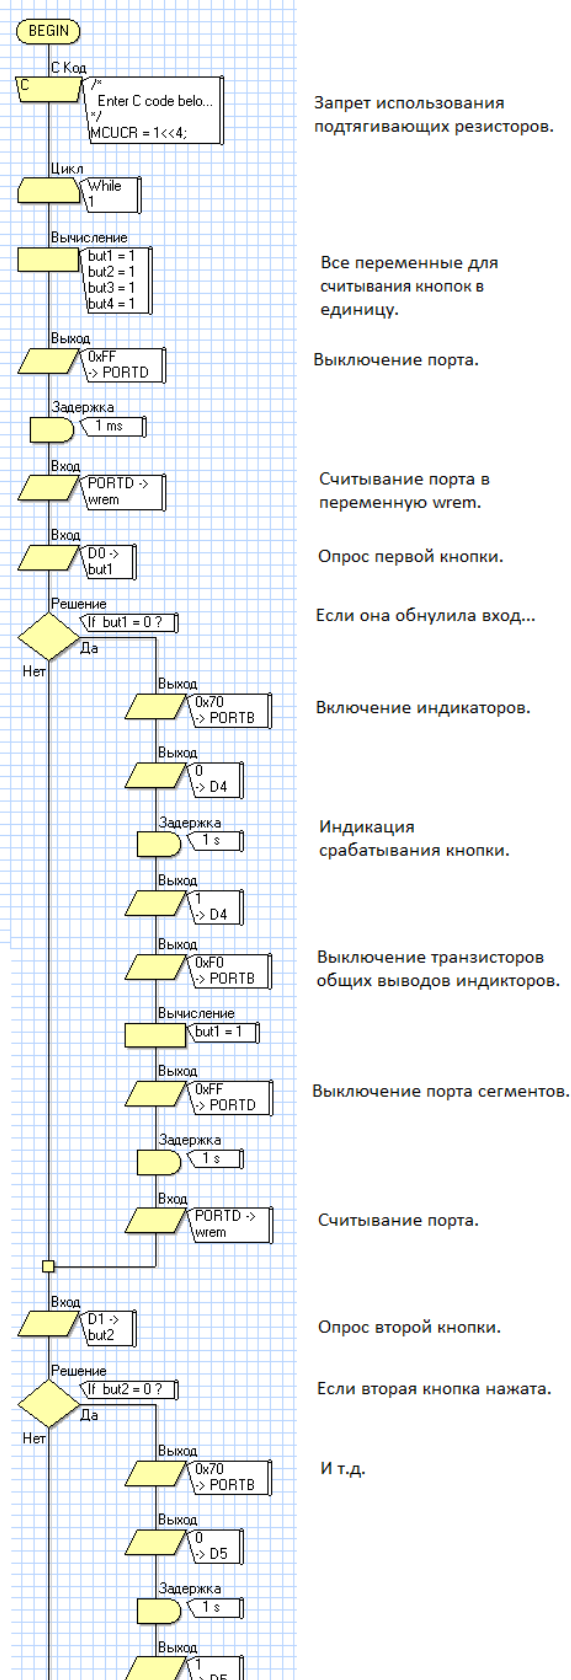 BEGIN
С Код
C
/*
Enter C code belo...
*/
MCUCR = 1<<4;
Запрет использования
подтягивающих резисторов.
Цикл
While
1
Вычисление
but1 = 1
but2 = 1
but3 = 1
but4 = 1
Все переменные для
считывания кнопок в
единицу.
Выход
0xFF
-> PORTD
Выключение порта.
Задержка
1 ms
Вход
PORTD ->
wrem
Считывание порта в
переменную wrem.
Вход
D0 ->
but1
Опрос первой кнопки.
Решение
If but1 = 0 ?
Да
Нет
Если она обнулила вход...
Выход
0x70
-> PORTB
Включение индикаторов.
Выход
0
-> D4
Задержка
1 s
Индикация
срабатывания кнопки.
Выход
1
-> D4
Выход
0xF0
-> PORTB
Выключение транзисторов
общих выводов индикторов.
Вычисление
but1 = 1
Выход
0xFF
-> PORTD
Выключение порта сегментов.
Задержка
1 s
Вход
PORTD ->
wrem
Считывание порта.
Вход
D1 ->
but2
Опрос второй кнопки.
Решение
If but2 = 0 ?
Да
Нет
Если вторая кнопка нажата.
Выход
0x70
-> PORTB
И т.д.
Выход
0
-> D5
Задержка
1 s
Выход
1
-> D5